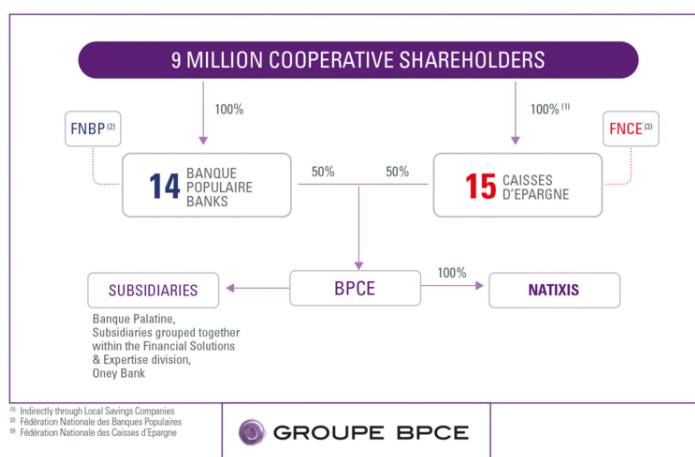 9 MILLION COOPERATIVE SHAREHOLDERS
100%
100% (1)
FNBP (2)
FNCE (3)
14 BANQUE
POPULAIRE
BANKS
50%
50%
15 CAISSES
D'EPARGNE
SUBSIDIARIES
BPCE
100%
NATIXIS
Banque Palatine,
Subsidiaries grouped together
within the Financial Solutions
& Expertise division,
Oney Bank
(1) Indirectly through Local Savings Companies
(2) Fédération Nationale des Banques Populaires
(3) Fédération Nationale des Caisses d'Epargne
GROUPE BPCE